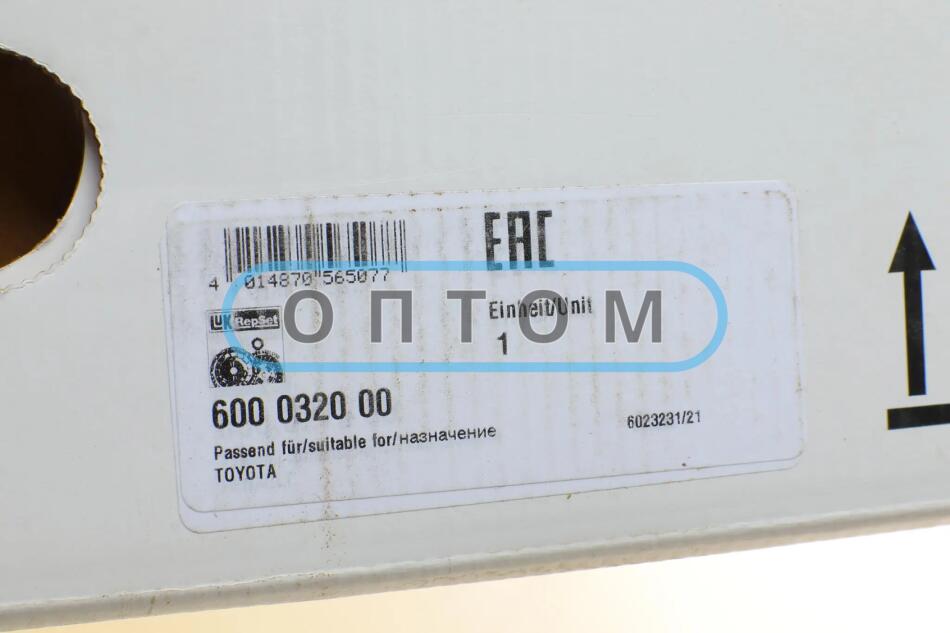 EAC
4 014870 565077
ОПТОМ
Einheit/Unit
1
LuK RepSet
600 0320 00
6023231/21
Passend für/suitable for/назначение
TOYOTA